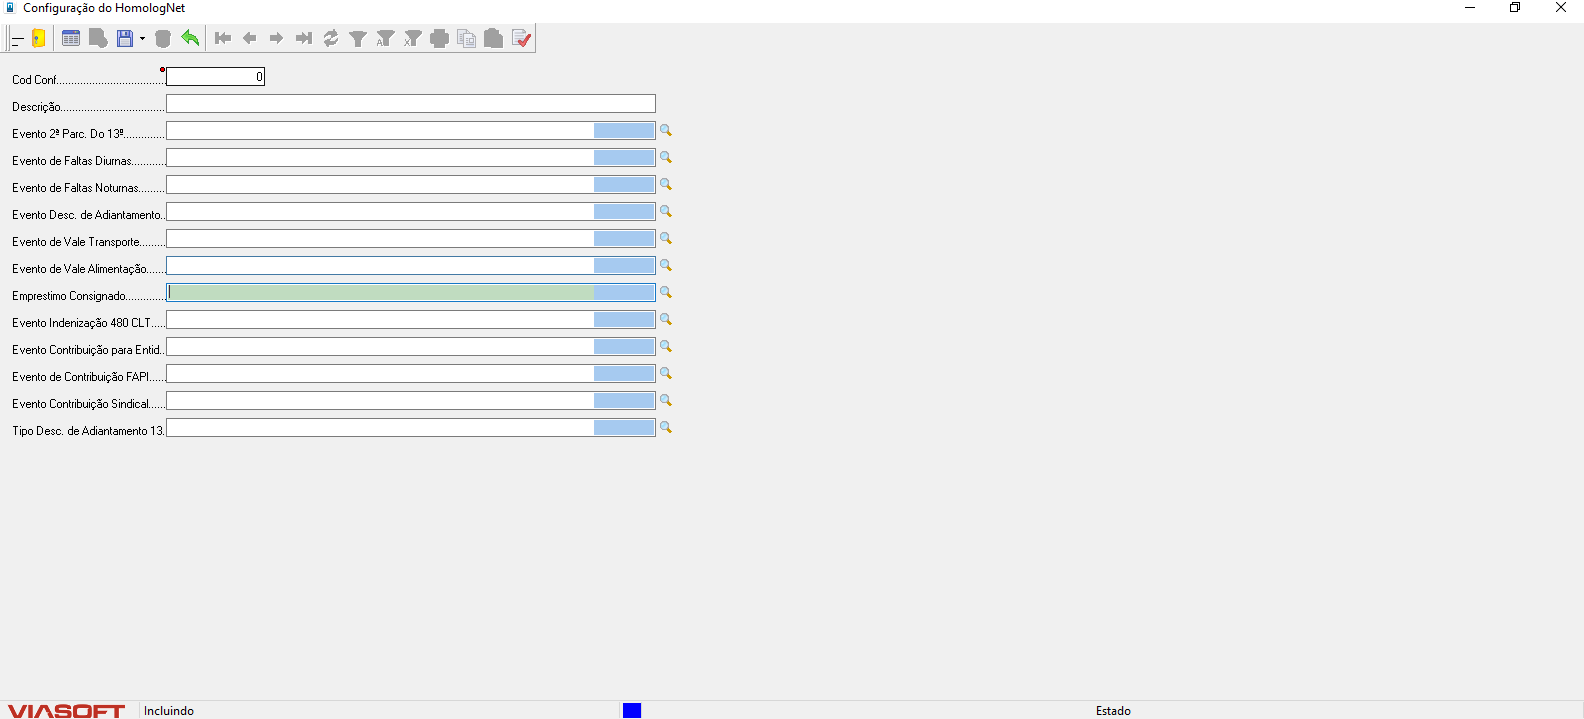 Configuração do HomologNet
Cod Conf.....................................
0
Descrição...................................
Evento 2ª Parc. Do 13º..............
Evento de Faltas Diurnas............
Evento de Faltas Noturnas.........
Evento Desc. de Adiantamento..
Evento de Vale Transporte.........
Evento de Vale Alimentação.......
Emprestimo Consignado..............
Evento Indenização 480 CLT.....
Evento Contribuição para Entid..
Evento de Contribuição FAPI......
Evento Contribuição Sindical......
Tipo Desc. de Adiantamento 13.
VIASOFT
Incluindo
Estado